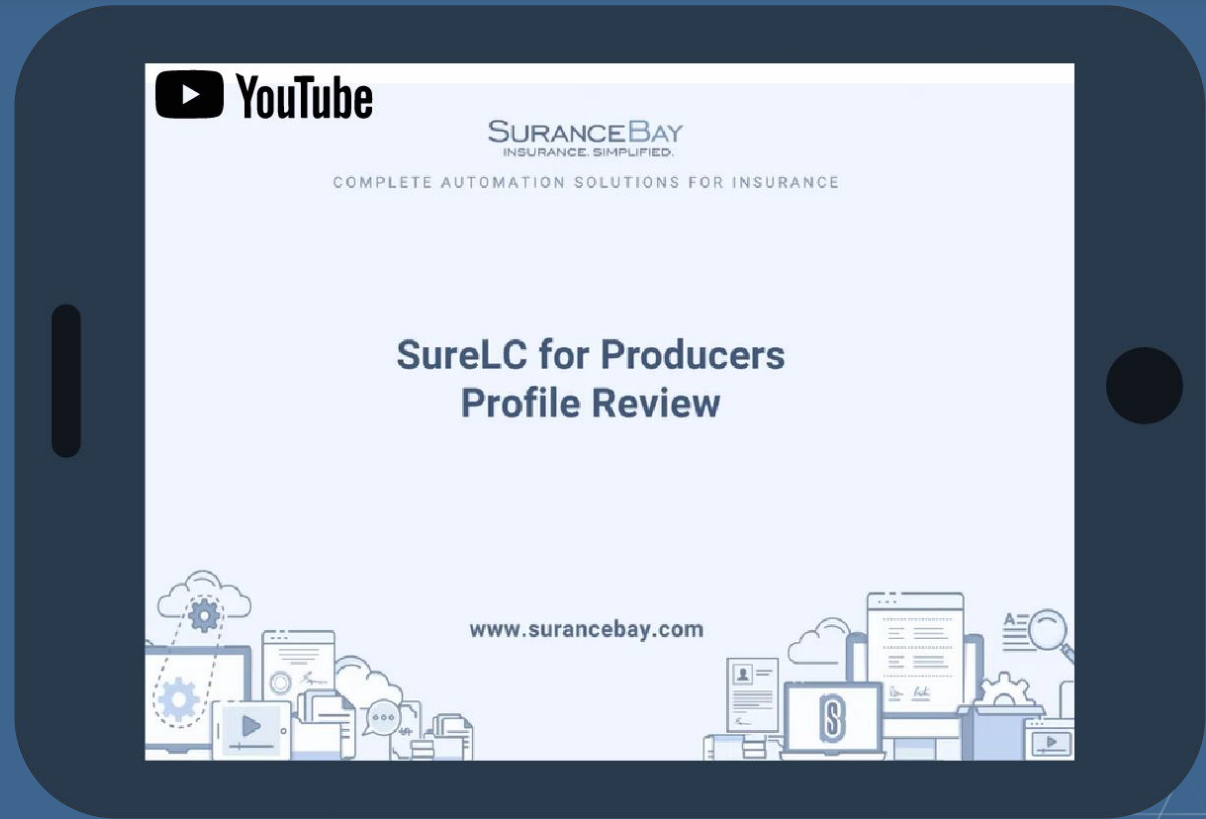 YouTube
SURANCEBAY
INSURANCE. SIMPLIFIED.
COMPLETE AUTOMATION SOLUTIONS FOR INSURANCE
SureLC for Producers
Profile Review
www.surancebay.com
A